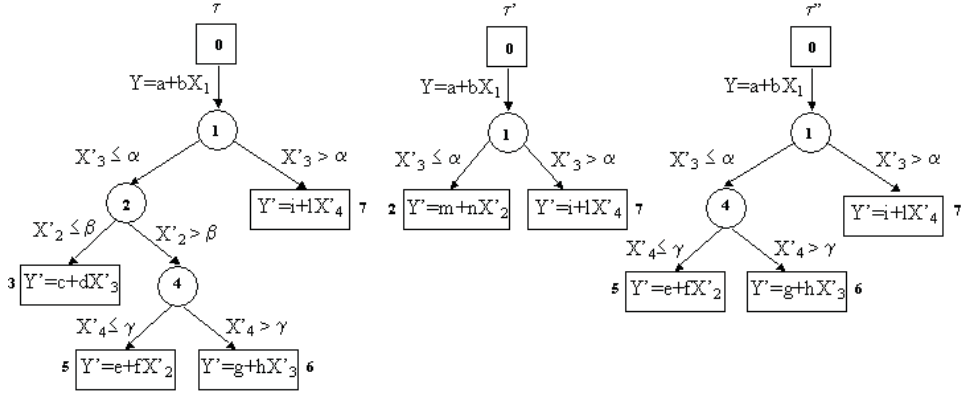 τ
0
Y=a+bX1
1
X'3 ≤ α
X'3 > α
2
Y'=i+lX'4 7
X'2 ≤β
X'2 > β
3 Y'=c+dX'3
4
X'4≤ γ
X'4 > γ
5 Y'=e+fX'2
Y'=g+hX'3 6
τ'
0
Y=a+bX1
1
X'3 ≤ α
X'3 > α
2 Y'=m+nX'2
Y'=i+lX'4 7
τ"
0
Y=a+bX1
1
X'3 ≤ α
X'3 > α
4
Y'=i+lX'4 7
X'4≤ γ
X'4 > γ
5 Y'=e+fX'2
Y'=g+hX'3 6